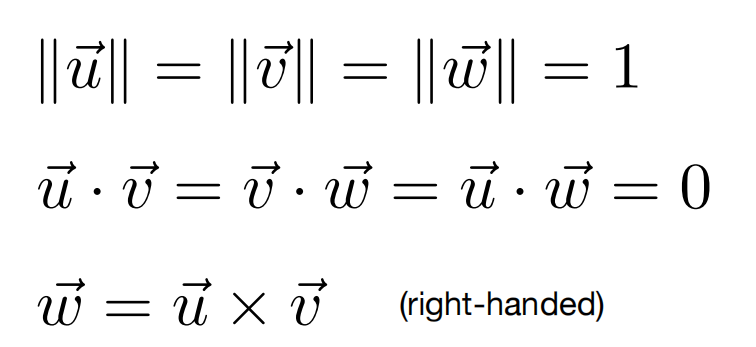 ‖u⃗‖ = ‖v⃗‖ = ‖w⃗‖ = 1
u⃗ · v⃗ = v⃗ · w⃗ = u⃗ · w⃗ = 0
w⃗ = u⃗ × v⃗ (right-handed)